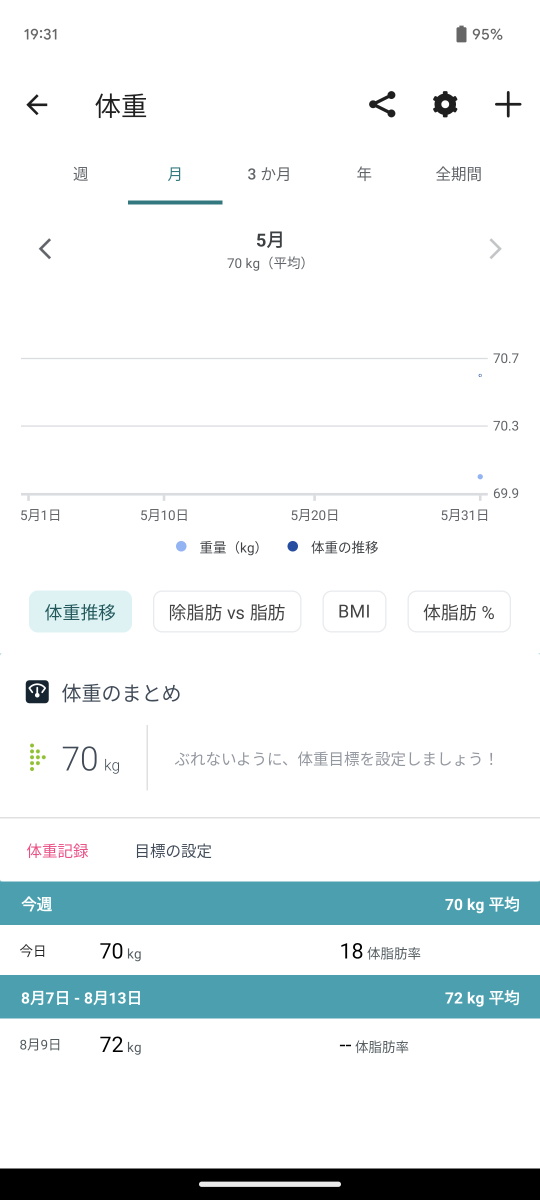 19:31 95%
体重
週 月 3 か月 年 全期間
5月
70 kg（平均）
70.7
70.3
69.9
5月1日 5月10日 5月20日 5月31日
重量（kg） 体重の推移
体重推移 除脂肪 vs 脂肪 BMI 体脂肪 %
体重のまとめ
70 kg ぶれないように、体重目標を設定しましょう！
体重記録 目標の設定
今週 70 kg 平均
今日 70 kg 18 体脂肪率
8月7日 - 8月13日 72 kg 平均
8月9日 72 kg -- 体脂肪率